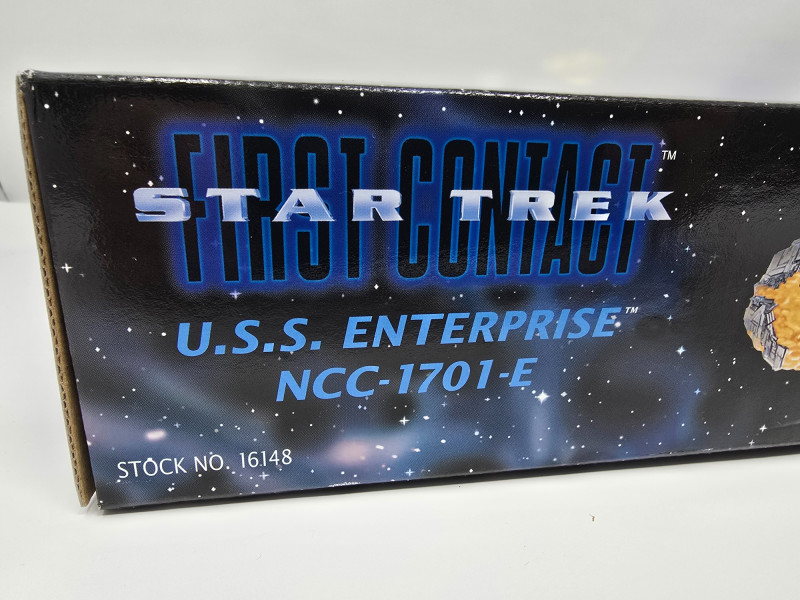 FIRST CONTACT™
STAR TREK
U.S.S. ENTERPRISE™
NCC-1701-E
STOCK NO. 16148